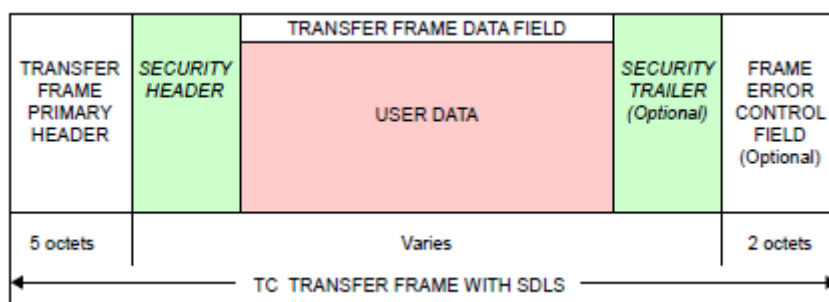 TRANSFER FRAME DATA FIELD
TRANSFER
FRAME
PRIMARY
HEADER
SECURITY
HEADER
USER DATA
SECURITY
TRAILER
(Optional)
FRAME
ERROR
CONTROL
FIELD
(Optional)
5 octets
Varies
2 octets
TC TRANSFER FRAME WITH SDLS